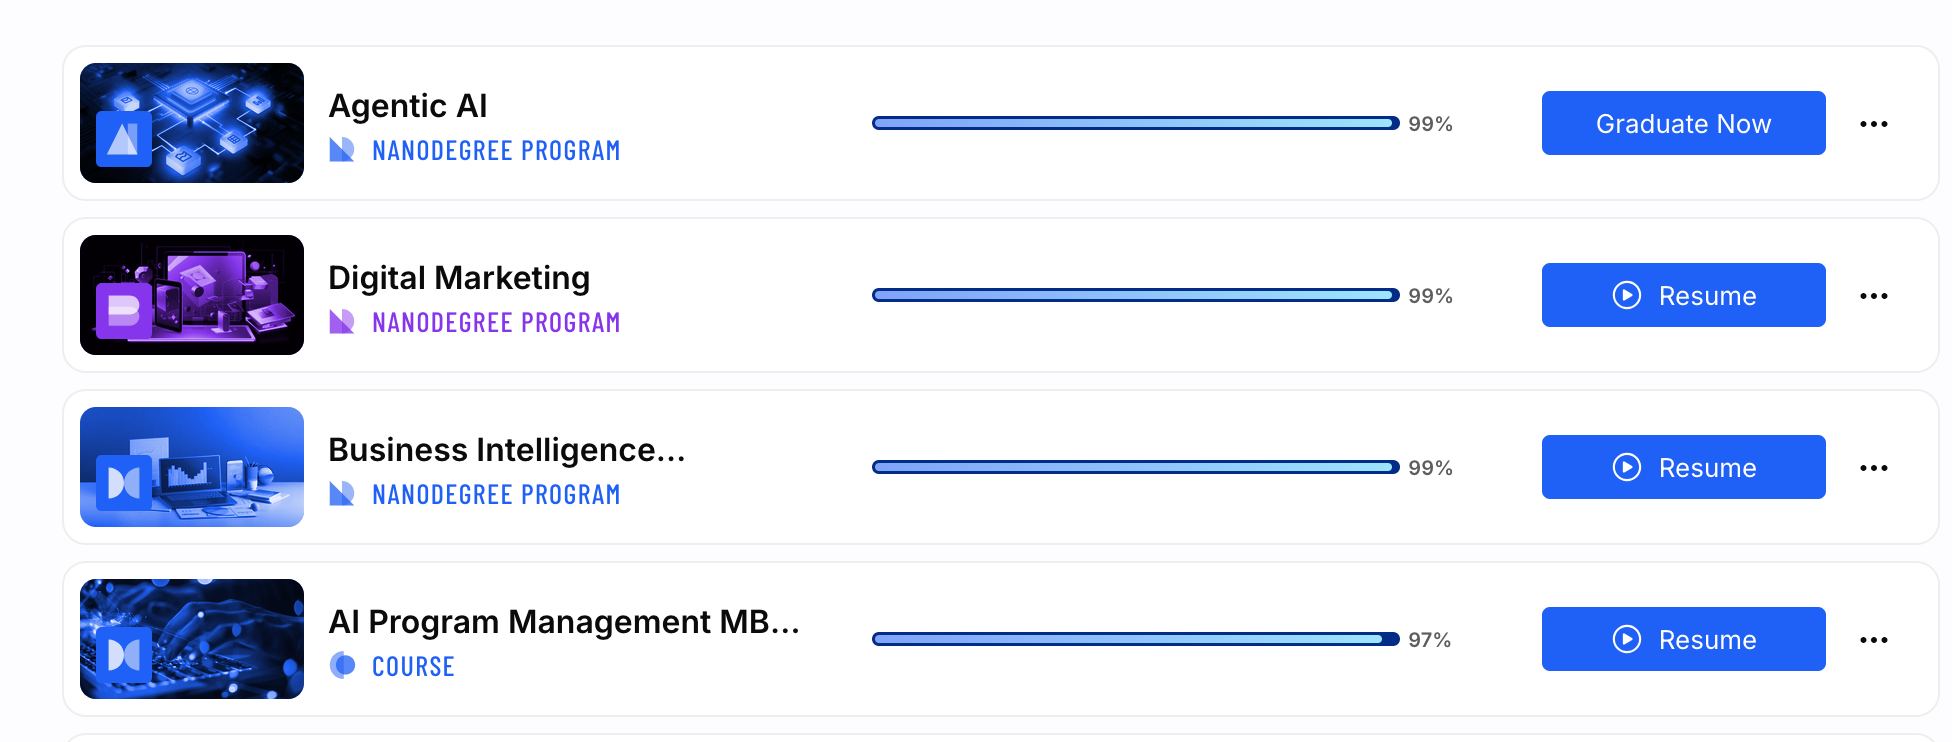 Agentic AI
NANODEGREE PROGRAM
99%
Graduate Now
Digital Marketing
NANODEGREE PROGRAM
99%
Resume
Business Intelligence...
NANODEGREE PROGRAM
99%
Resume
AI Program Management MB...
COURSE
97%
Resume